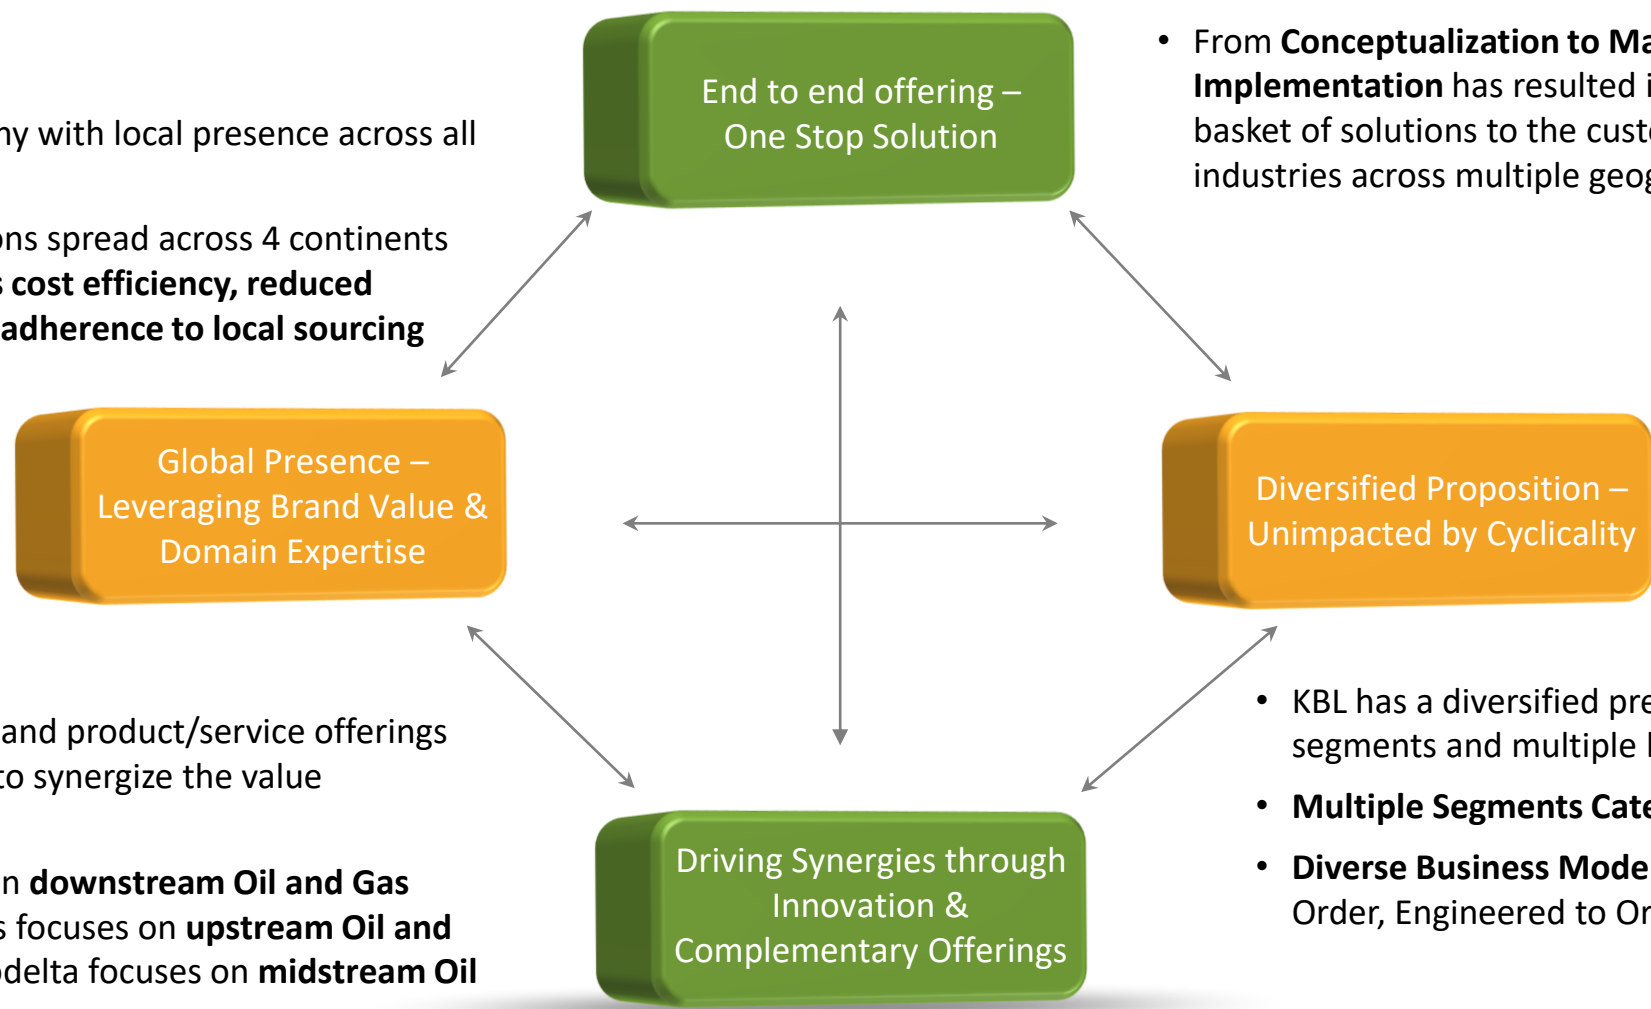 End to end offering –
One Stop Solution
• From Conceptualization to Ma
Implementation has resulted i
basket of solutions to the cust
industries across multiple geog
ny with local presence across all
ons spread across 4 continents
s cost efficiency, reduced
adherence to local sourcing
Global Presence –
Leveraging Brand Value &
Domain Expertise
Diversified Proposition –
Unimpacted by Cyclicality
and product/service offerings
to synergize the value
n downstream Oil and Gas
s focuses on upstream Oil and
odelta focuses on midstream Oil
Driving Synergies through
Innovation &
Complementary Offerings
• KBL has a diversified pre
segments and multiple
• Multiple Segments Cate
• Diverse Business Mode
Order, Engineered to Or